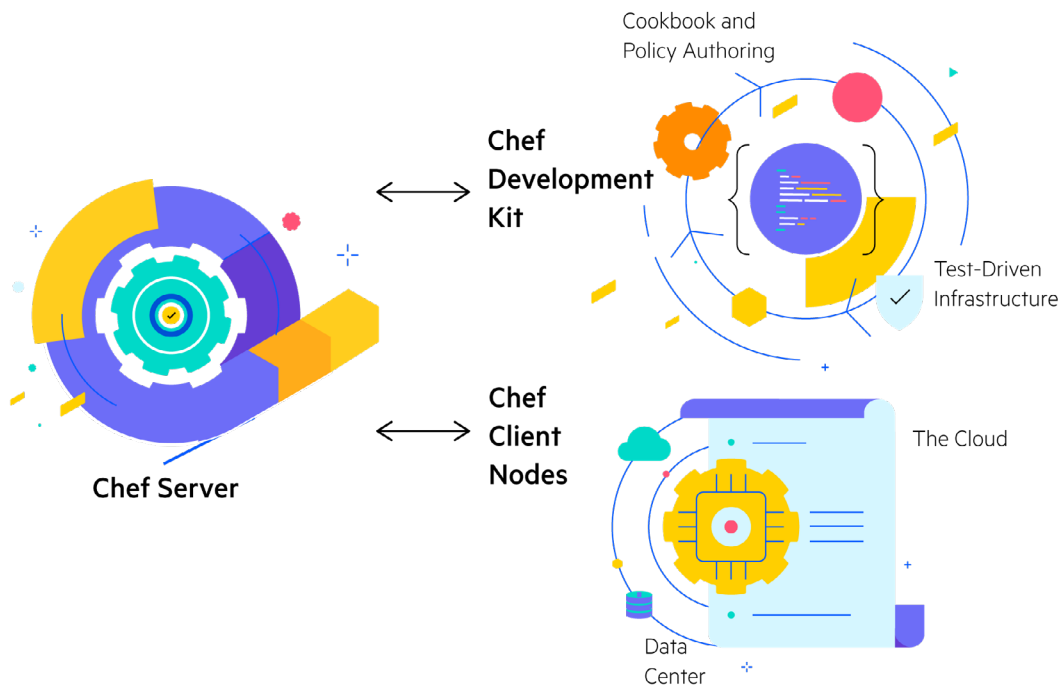 Cookbook and
Policy Authoring
Chef
Development
Kit
Test-Driven
Infrastructure
Chef
Client
Nodes
The Cloud
Chef Server
Data
Center